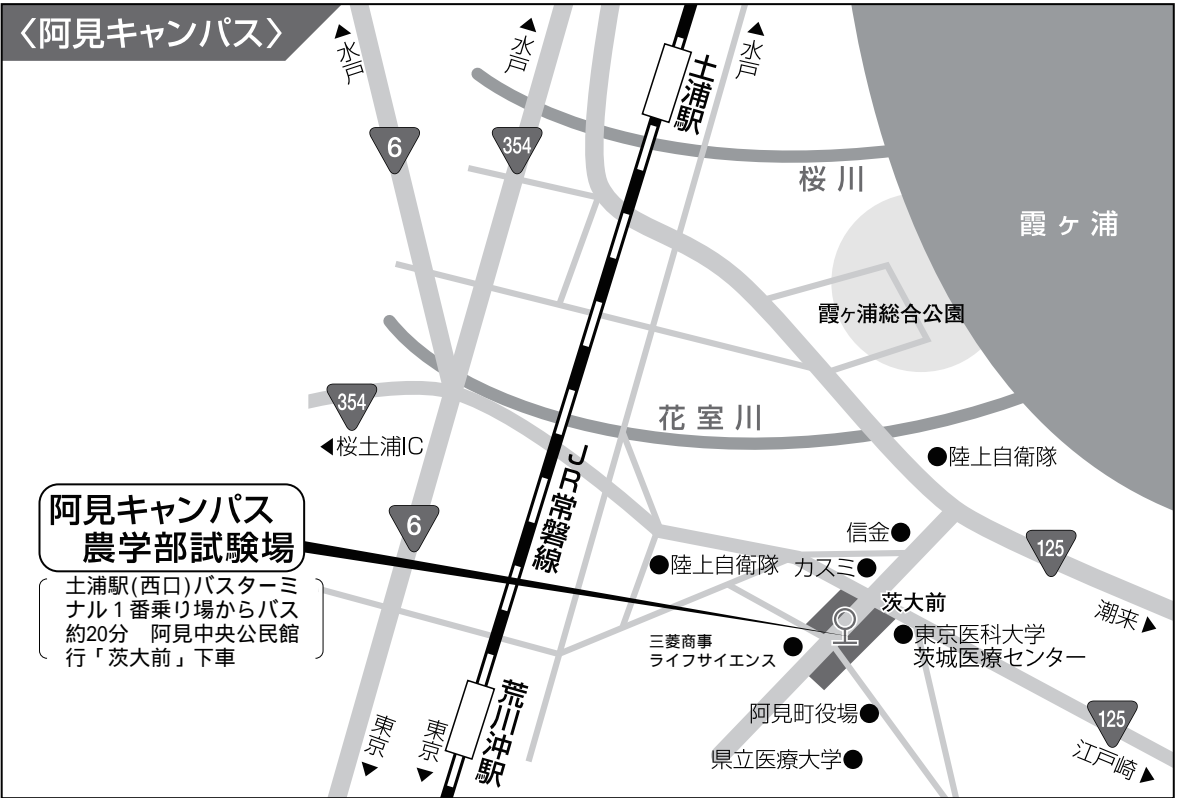 〈阿見キャンパス〉
水戸
水戸
水戸
土浦駅
6
354
桜川
霞ヶ浦
霞ヶ浦総合公園
花室川
354
桜土浦IC
JR常磐線
陸上自衛隊
阿見キャンパス
農学部試験場
6
信金
125
陸上自衛隊
カスミ
土浦駅(西口)バスターミ
ナル1番乗り場からバス
約20分 阿見中央公民館
行「茨大前」下車
茨大前
潮来
三菱商事
ライフサイエンス
東京医科大学
茨城医療センター
荒川沖駅
東京
東京
阿見町役場
125
県立医療大学
江戸崎